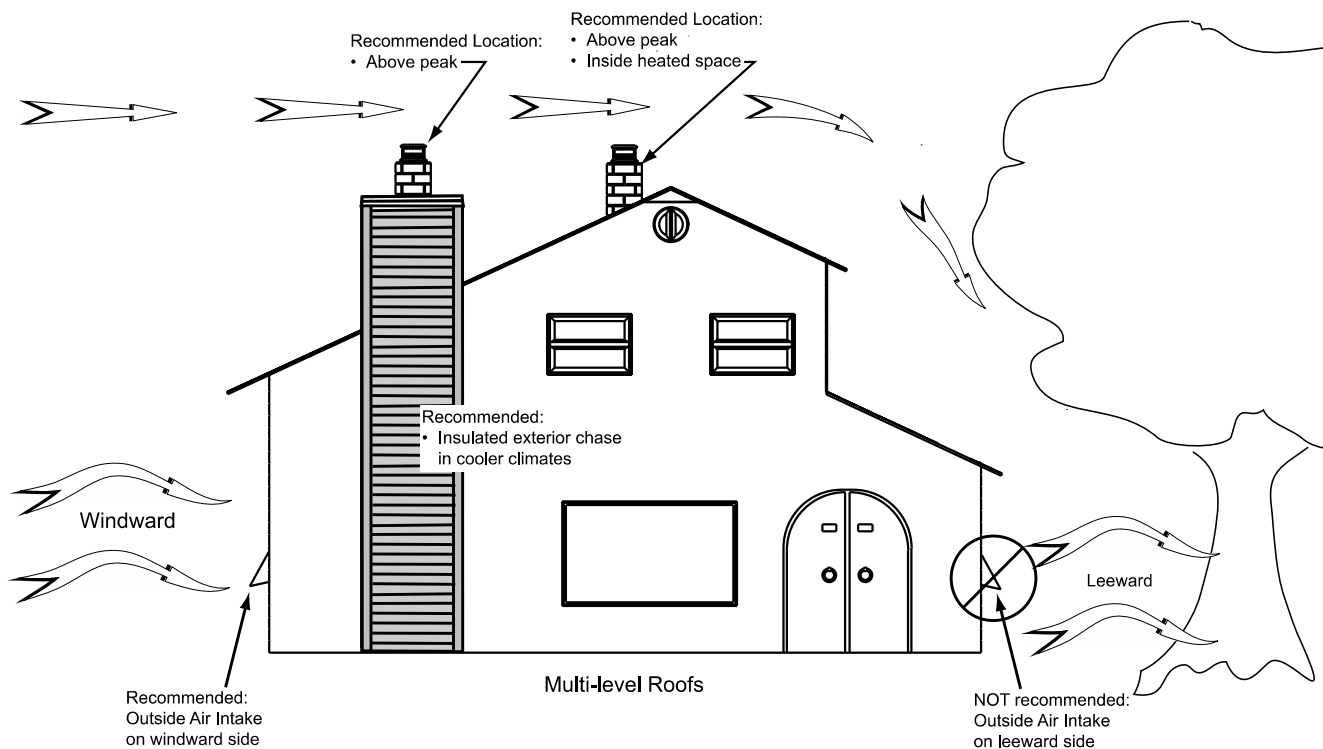 Recommended Location:
• Above peak
Recommended Location:
• Above peak
• Inside heated space
Recommended:
• Insulated exterior chase
in cooler climates
Windward
Leeward
Recommended:
Outside Air Intake
on windward side
Multi-level Roofs
NOT recommended:
Outside Air Intake
on leeward side